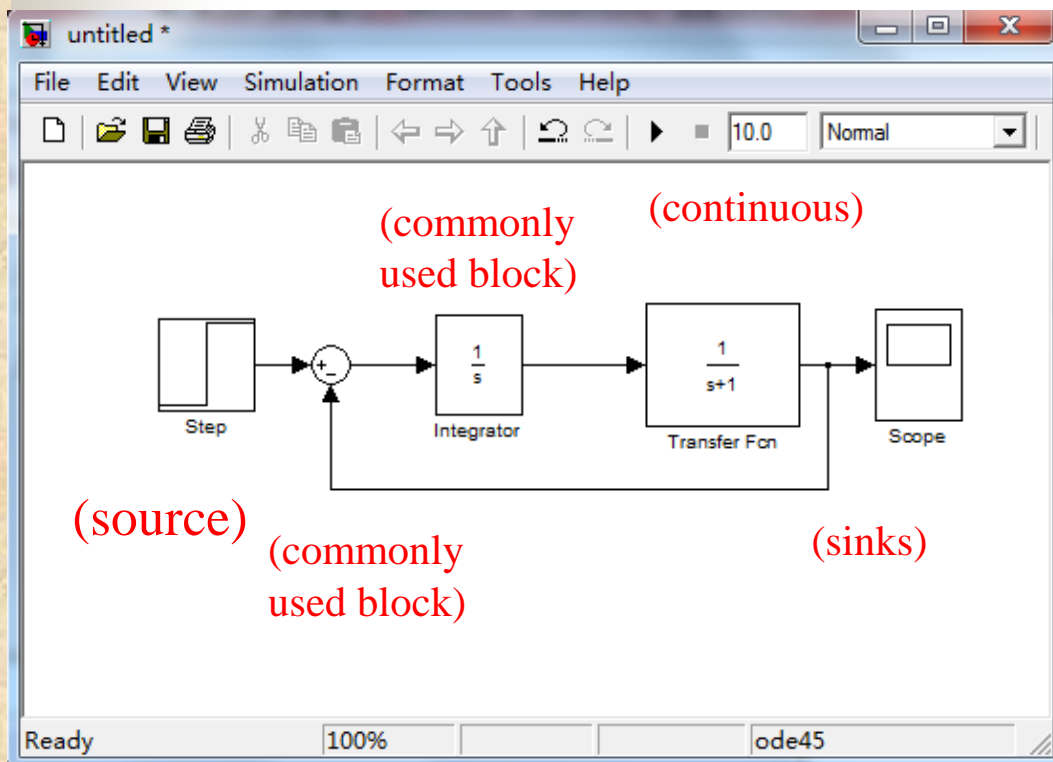 untitled *
File Edit View Simulation Format Tools Help
10.0 Normal
(commonly
used block)
(continuous)
+
−
1
s
1
s+1
Step
Integrator
Transfer Fcn
Scope
(source)
(commonly
used block)
(sinks)
Ready 100% ode45